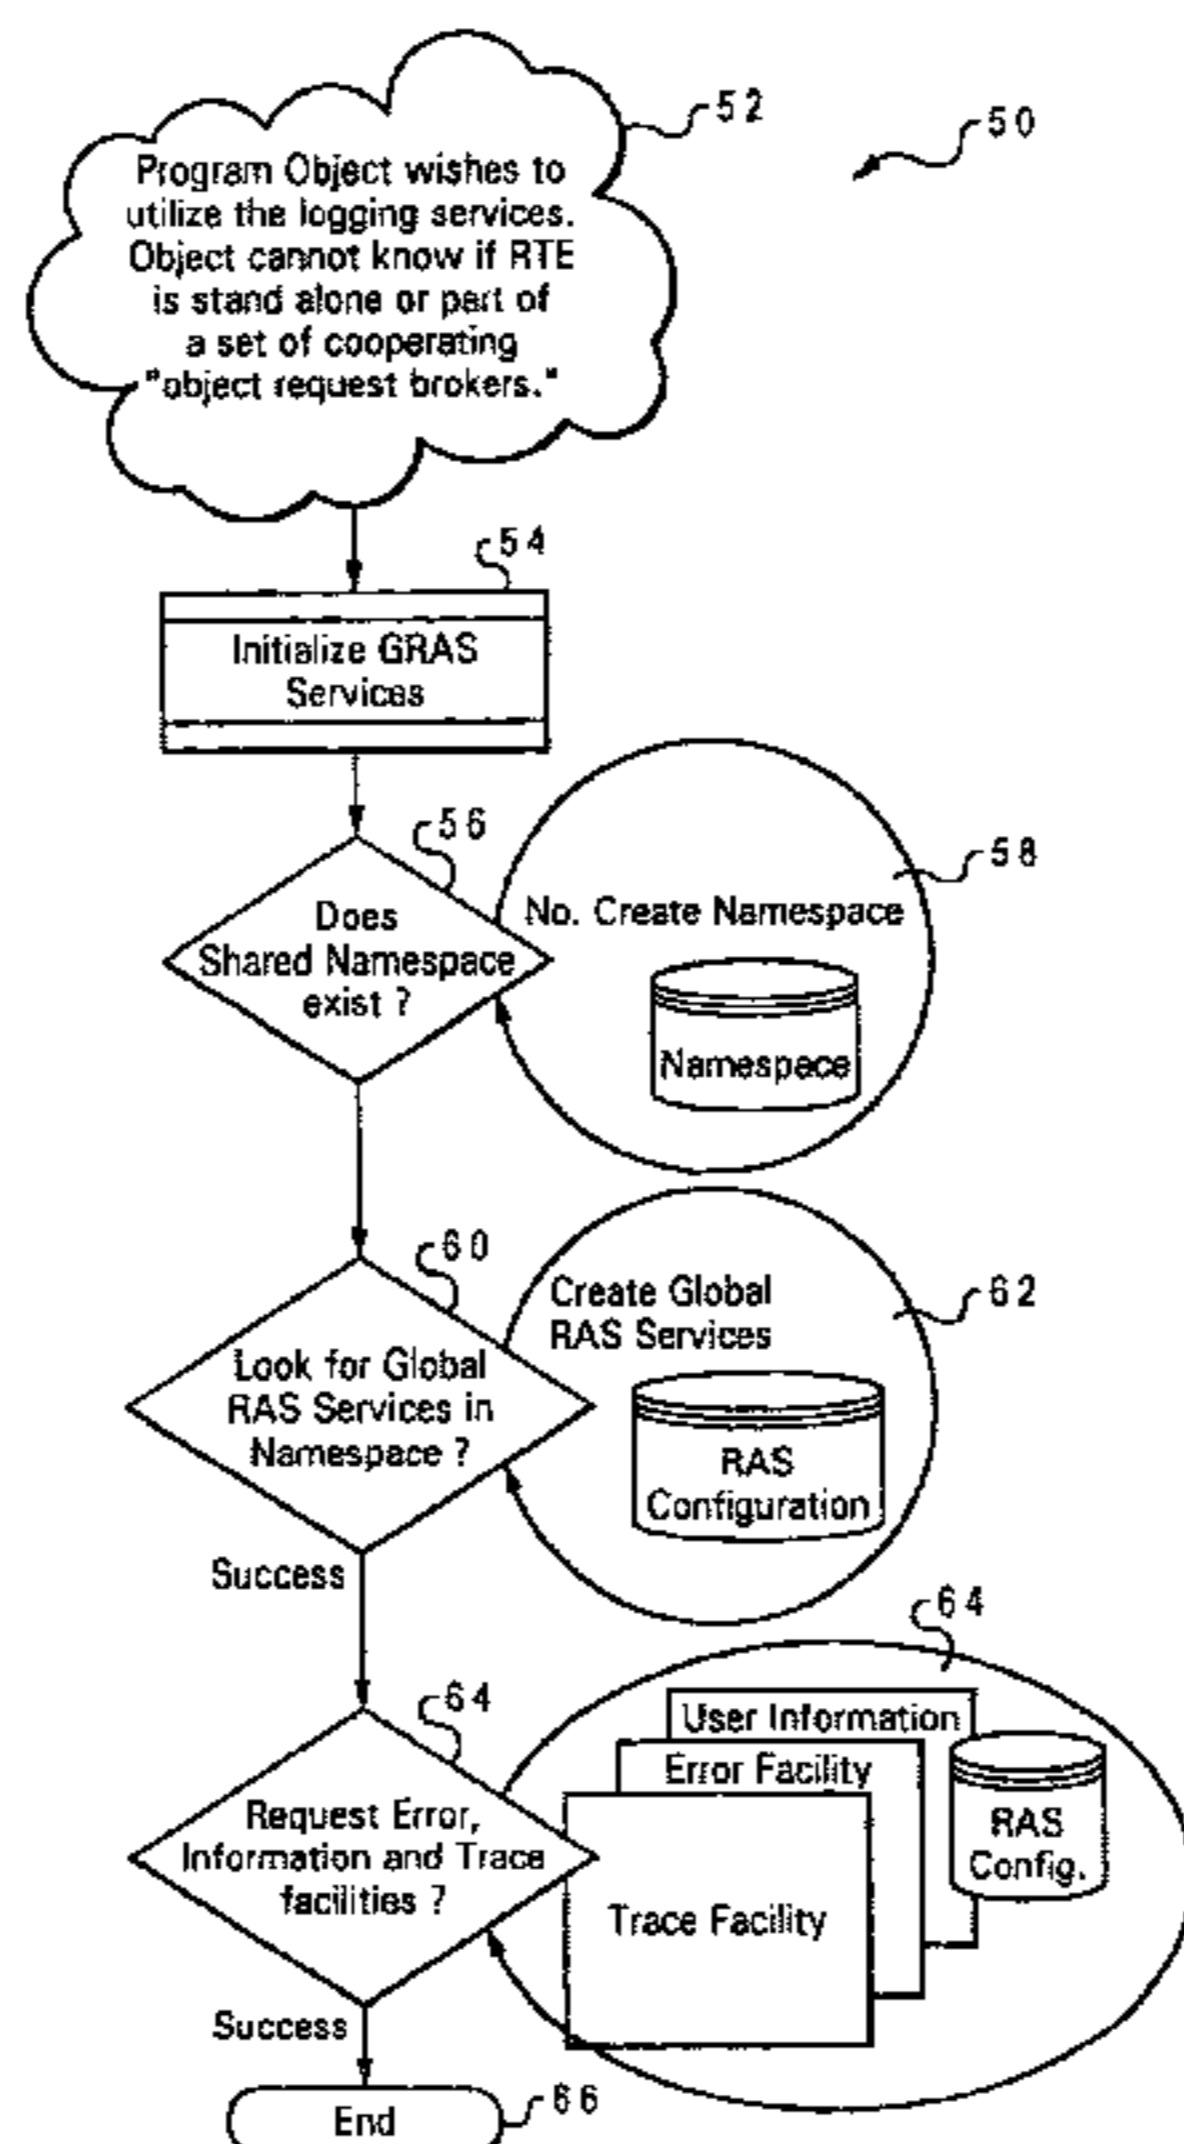 52
50
Program Object wishes to
utilize the logging services.
Object cannot know if RTE
is stand alone or part of
a set of cooperating
"object request brokers."
54
Initialize GRAS
Services
56
58
Does
Shared Namespace
exist ?
No. Create Namespace
Namespace
60
62
Look for Global
RAS Services in
Namespace ?
Create Global
RAS Services
RAS
Configuration
Success
64
64
Request Error,
Information and Trace
facilities ?
User Information
Error Facility
Trace Facility
RAS
Config.
Success
End
66